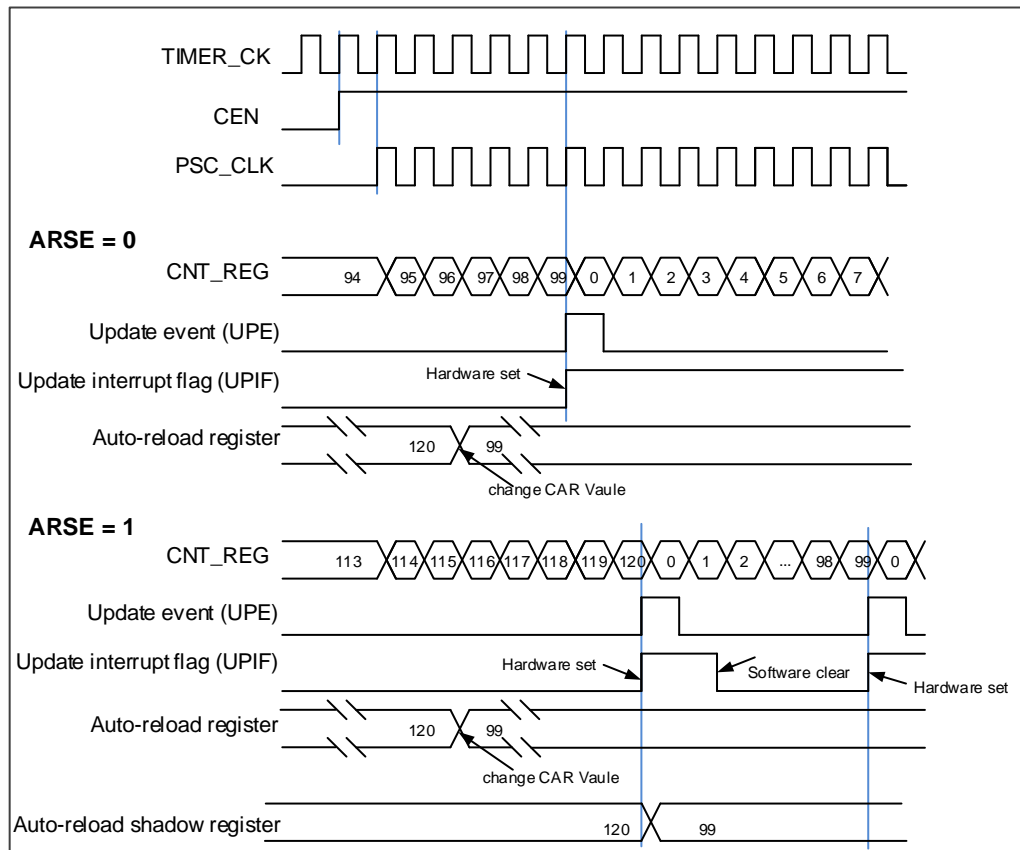 TIMER_CK
CEN
PSC_CLK
ARSE = 0
CNT_REG 94 95 96 97 98 99 0 1 2 3 4 5 6 7
Update event (UPE)
Update interrupt flag (UPIF) Hardware set
Auto-reload register 120 99
change CAR Vaule
ARSE = 1
CNT_REG 113 114 115 116 117 118 119 120 0 1 2 ... 98 99 0
Update event (UPE)
Update interrupt flag (UPIF) Hardware set Software clear Hardware set
Auto-reload register 120 99
change CAR Vaule
Auto-reload shadow register 120 99